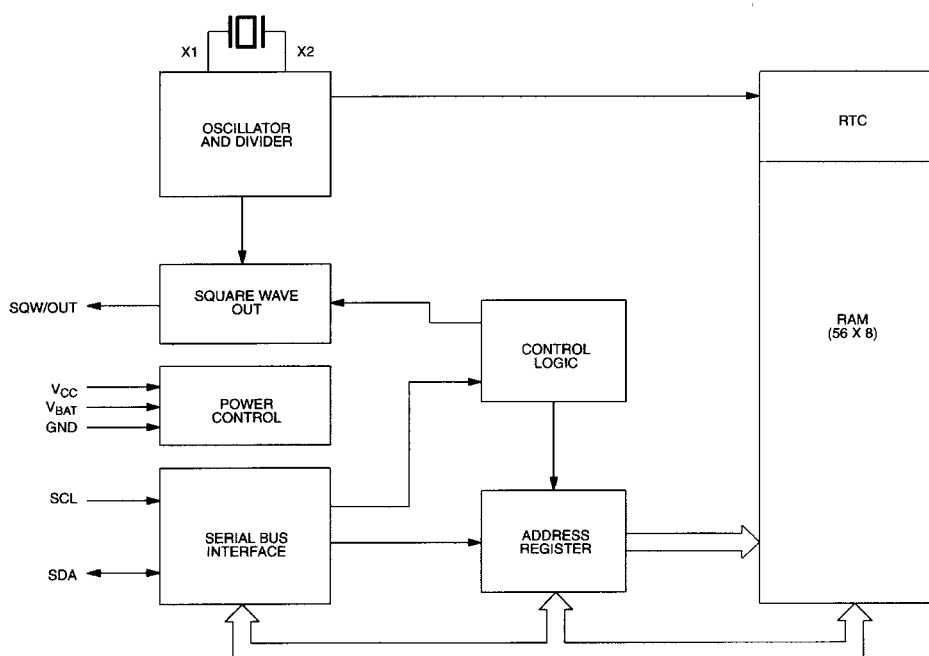 X1
X2
OSCILLATOR
AND DIVIDER
RTC
SQUARE WAVE
OUT
SQW/OUT
CONTROL
LOGIC
RAM
(56 X 8)
VCC
VBAT
GND
POWER
CONTROL
SCL
SERIAL BUS
INTERFACE
ADDRESS
REGISTER
SDA